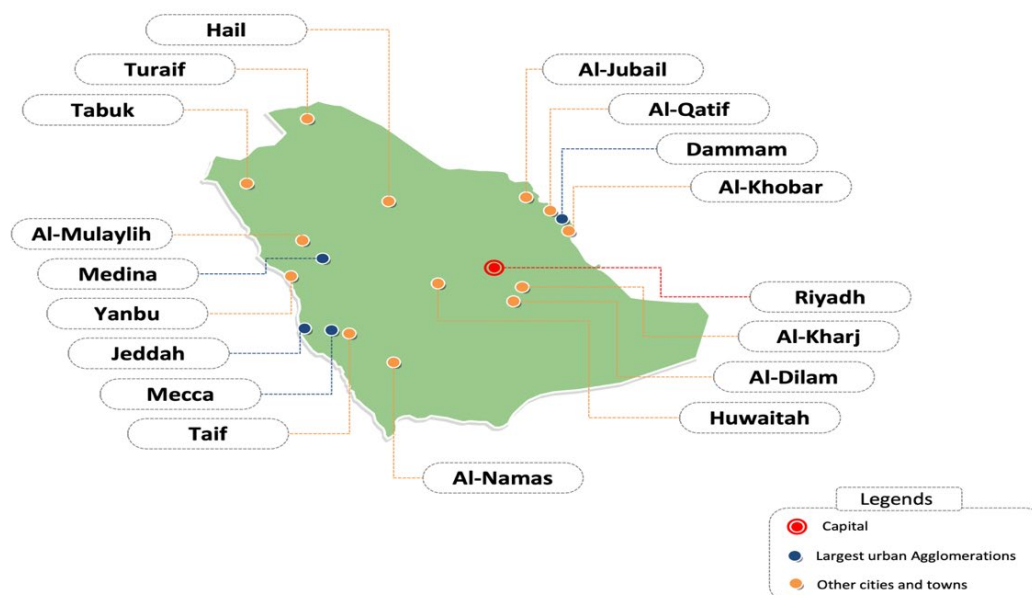 Hail
Turaif
Tabuk
Al-Jubail
Al-Qatif
Dammam
Al-Khobar
Al-Mulaylih
Medina
Yanbu
Jeddah
Mecca
Taif
Al-Namas
Riyadh
Al-Kharj
Al-Dilam
Huwaitah
Legends
Capital
Largest urban Agglomerations
Other cities and towns